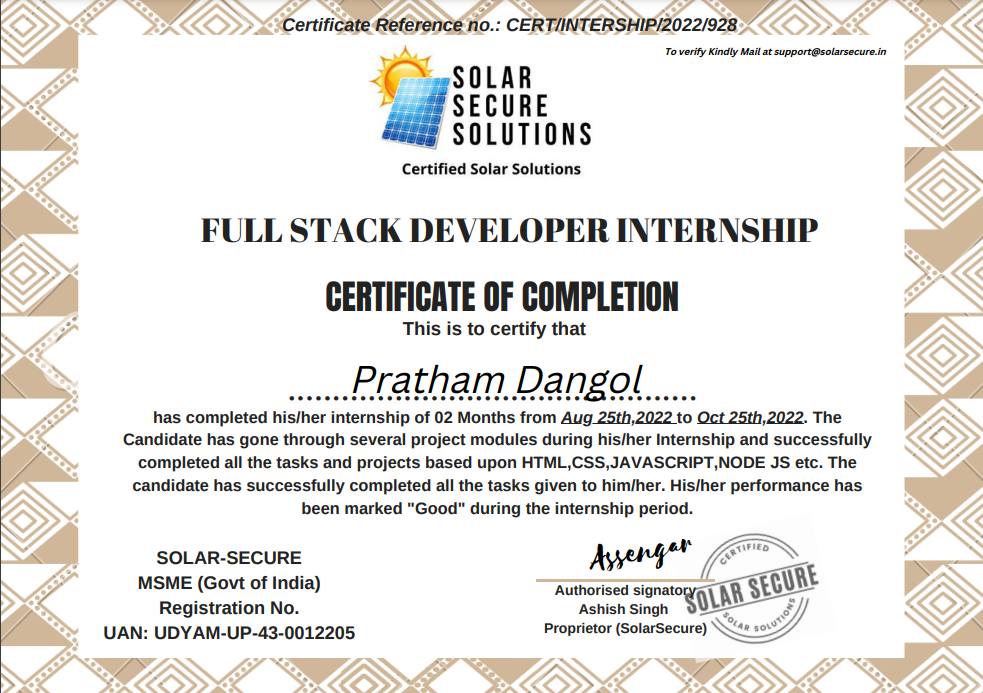 Certificate Reference no.: CERT/INTERSHIP/2022/928
To verify Kindly Mail at support@solarsecure.in
SOLAR
SECURE
SOLUTIONS
Certified Solar Solutions
FULL STACK DEVELOPER INTERNSHIP
CERTIFICATE OF COMPLETION
This is to certify that
Pratham Dangol
has completed his/her internship of 02 Months from Aug 25th,2022 to Oct 25th,2022. The
Candidate has gone through several project modules during his/her Internship and successfully
completed all the tasks and projects based upon HTML,CSS,JAVASCRIPT,NODE JS etc. The
candidate has successfully completed all the tasks given to him/her. His/her performance has
been marked "Good" during the internship period.
SOLAR-SECURE
MSME (Govt of India)
Registration No.
UAN: UDYAM-UP-43-0012205
Assengar
Authorised signatory
Ashish Singh
Proprietor (SolarSecure)
CERTIFIED
SOLAR SECURE
SOLAR SOLUTIONS